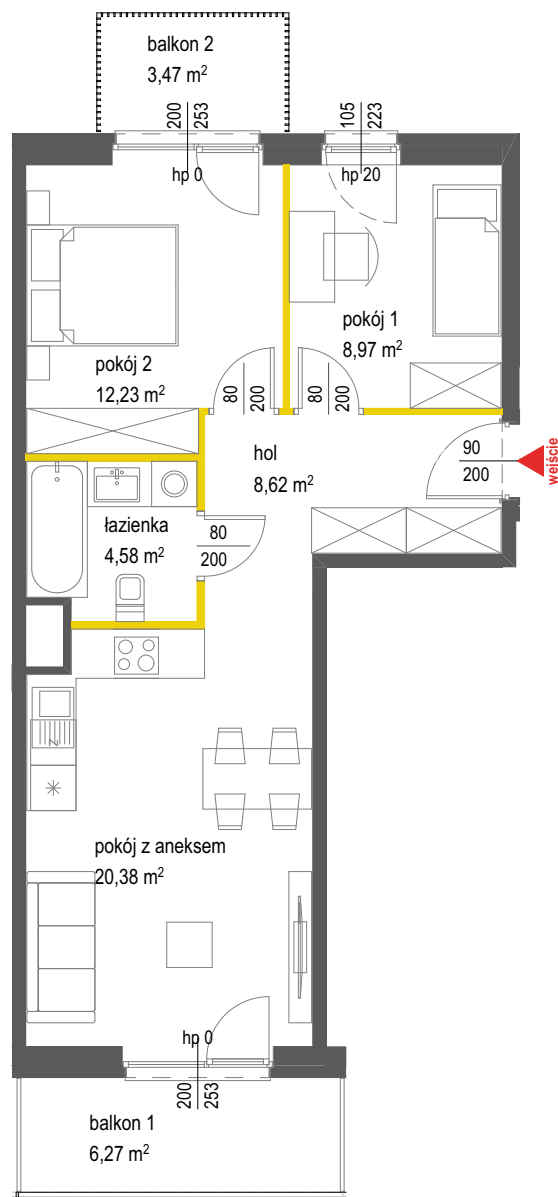 balkon 2
3,47 m²
200
253
105
223
hp 0
hp 20
pokój 1
8,97 m²
pokój 2
12,23 m²
80
200
80
200
hol
8,62 m²
90
200
wejście
łazienka
4,58 m²
80
200
pokój z aneksem
20,38 m²
hp 0
200
253
balkon 1
6,27 m²